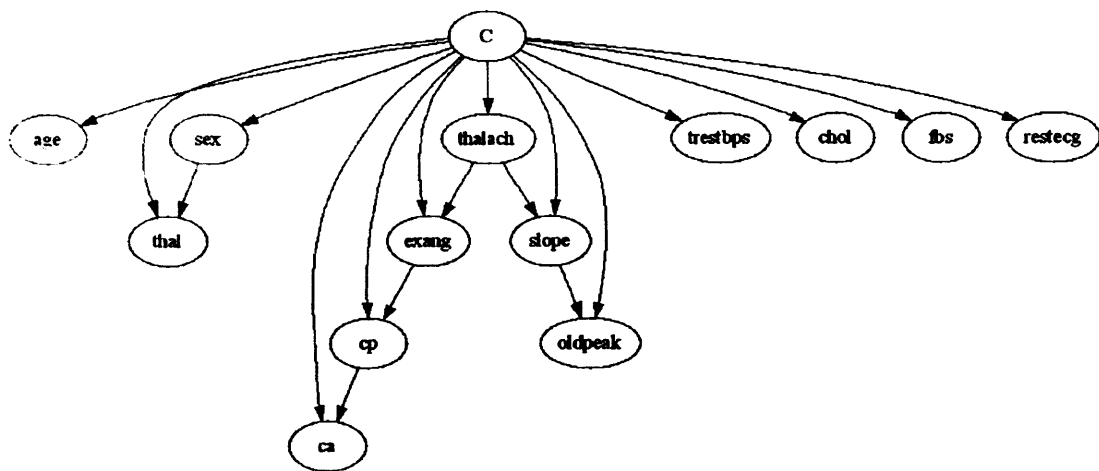 C
age
sex
thalach
trestbps
chol
fbs
restecg
thal
exang
slope
cp
oldpeak
ca